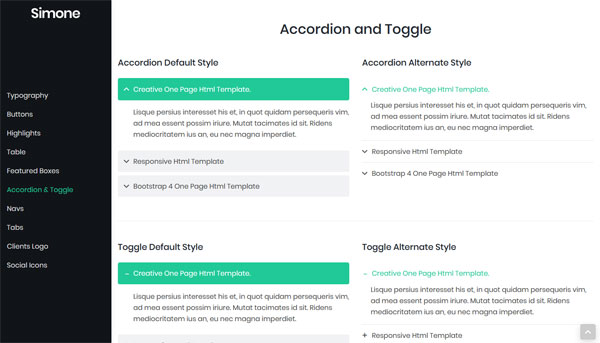 Simone
Typography
Buttons
Highlights
Table
Featured Boxes
Accordion & Toggle
Navs
Tabs
Clients Logo
Social Icons
Accordion and Toggle
Accordion Default Style
Creative One Page Html Template.
Lisque persius interesset his et, in quot quidam persequeris vim,
ad mea essent possim iriure. Mutat tacimates id sit. Ridens
mediocritatem ius an, eu nec magna imperdiet.
Responsive Html Template
Bootstrap 4 One Page Html Template
Accordion Alternate Style
Creative One Page Html Template.
Lisque persius interesset his et, in quot quidam persequeris vim,
ad mea essent possim iriure. Mutat tacimates id sit. Ridens
mediocritatem ius an, eu nec magna imperdiet.
Responsive Html Template
Bootstrap 4 One Page Html Template
Toggle Default Style
Creative One Page Html Template.
Lisque persius interesset his et, in quot quidam persequeris vim,
ad mea essent possim iriure. Mutat tacimates id sit. Ridens
mediocritatem ius an, eu nec magna imperdiet.
Toggle Alternate Style
Creative One Page Html Template.
Lisque persius interesset his et, in quot quidam persequeris vim,
ad mea essent possim iriure. Mutat tacimates id sit. Ridens
mediocritatem ius an, eu nec magna imperdiet.
Responsive Html Template